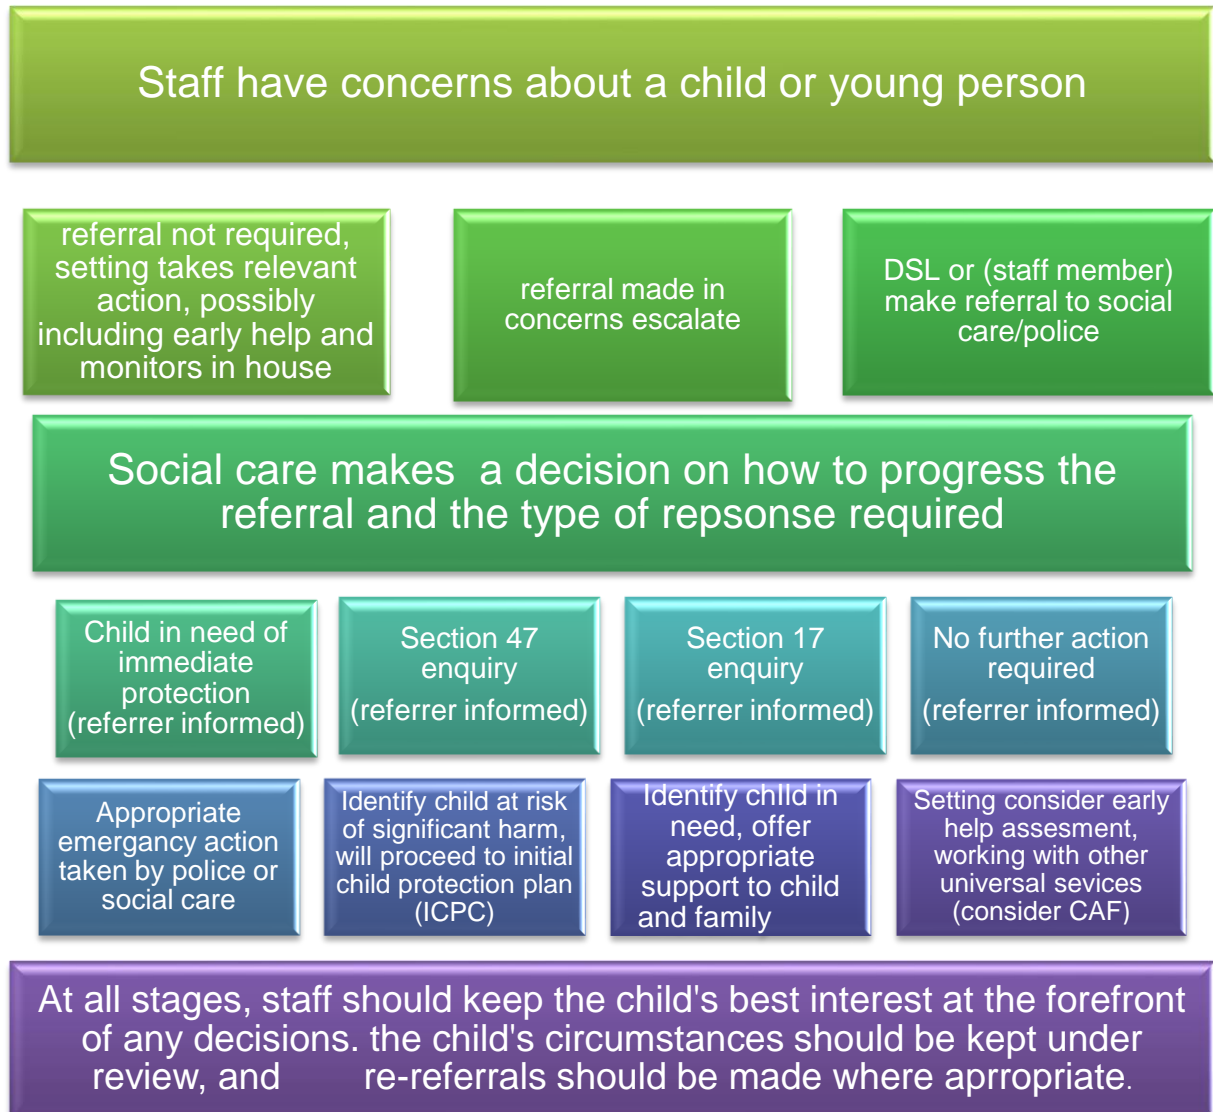 Staff have concerns about a child or young person
referral not required,
setting takes relevant
action, possibly
including early help and
monitors in house
referral made in
concerns escalate
DSL or (staff member)
make referral to social
care/police
Social care makes  a decision on how to progress the
referral and the type of repsonse required
Child in need of
immediate
protection
(referrer informed)
Section 47
enquiry
(referrer informed)
Section 17
enquiry
(referrer informed)
No further action
required
(referrer informed)
Appropriate
emergancy action
taken by police or
social care
Identify child at risk
of significant harm,
will proceed to initial
child protection plan
(ICPC)
Identify chIld in
need, offer
appropriate
support to child
and family
Setting consider early
help assesment,
working with other
universal sevices
(consider CAF)
At all stages, staff should keep the child's best interest at the forefront
of any decisions. the child's circumstances should be kept under
review, and      re-referrals should be made where aprropriate.